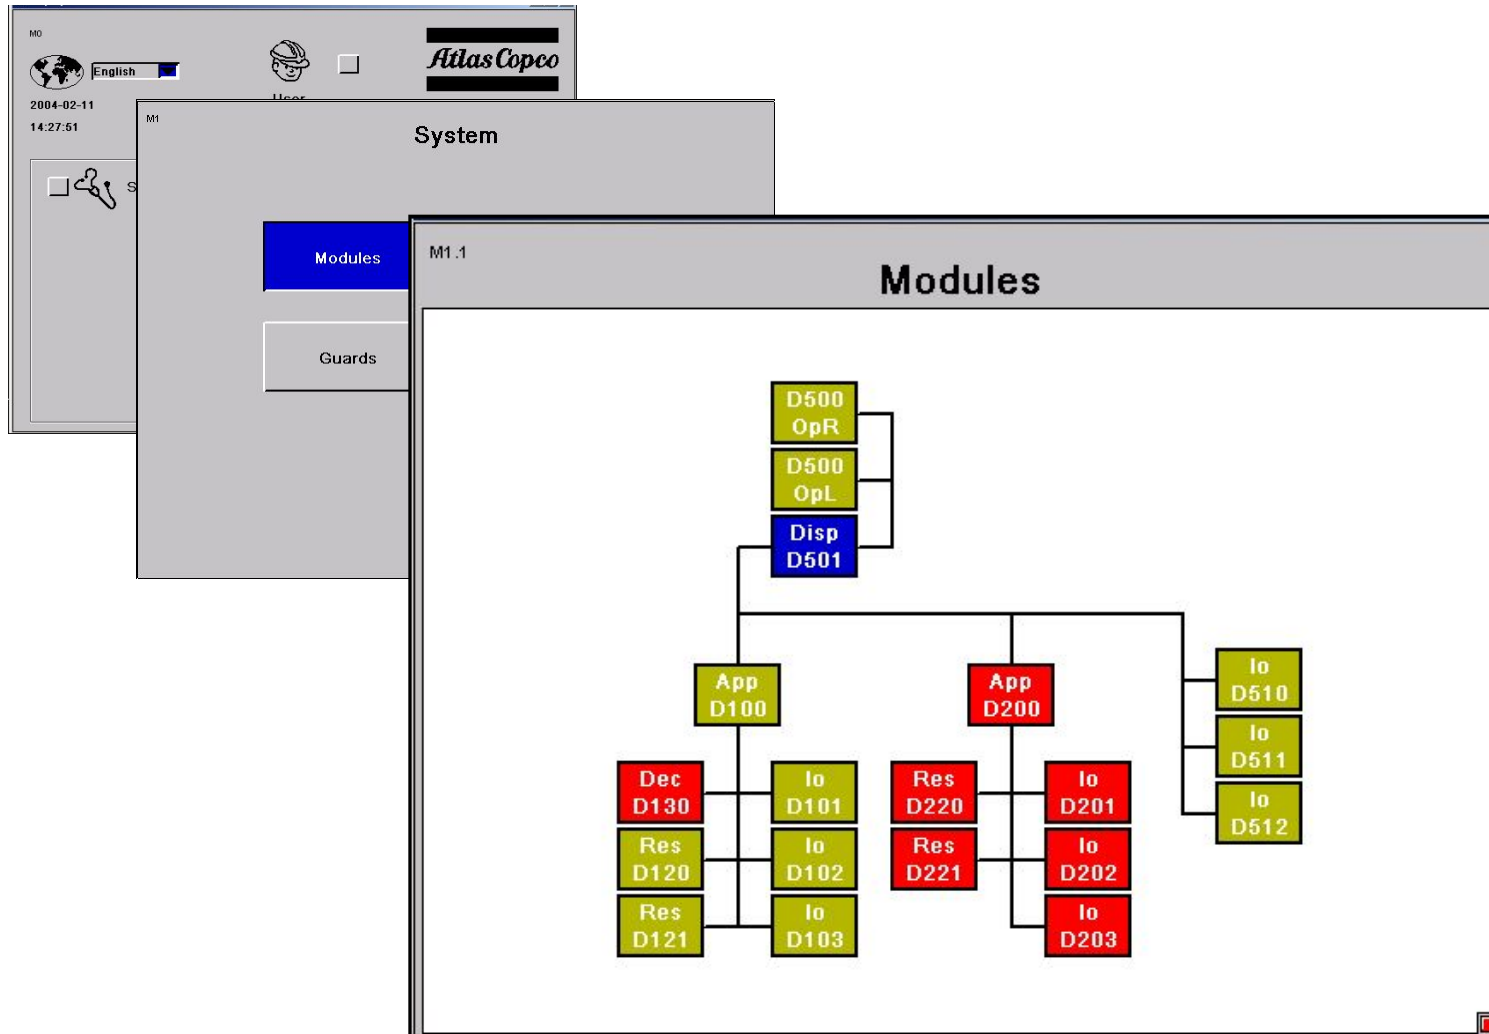 M0
English
Atlas Copco
2004-02-11
14:27:51
M1
System
S
Modules
Guards
M1.1
Modules
D500
OpR
D500
OpL
Disp
D501
App
D100
App
D200
Io
D510
Io
D511
Io
D512
Dec
D130
Io
D101
Res
D220
Io
D201
Res
D120
Io
D102
Res
D221
Io
D202
Res
D121
Io
D103
Io
D203